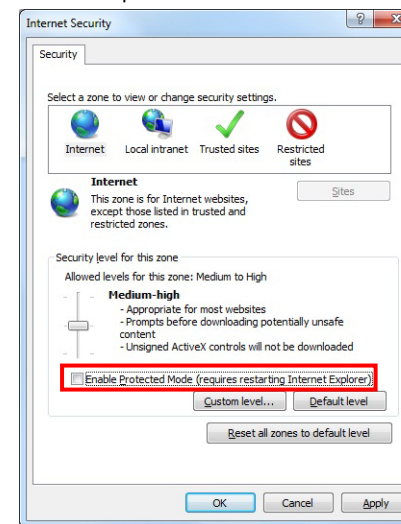 Internet Security
Security
Select a zone to view or change security settings.
Internet
Local intranet
Trusted sites
Restricted
sites
Internet
This zone is for Internet websites,
except those listed in trusted and
restricted zones.
Sites
Security level for this zone
Allowed levels for this zone: Medium to High
Medium-high
- Appropriate for most websites
- Prompts before downloading potentially unsafe
content
- Unsigned ActiveX controls will not be downloaded
Enable Protected Mode (requires restarting Internet Explorer)
Custom level...
Default level
Reset all zones to default level
OK
Cancel
Apply